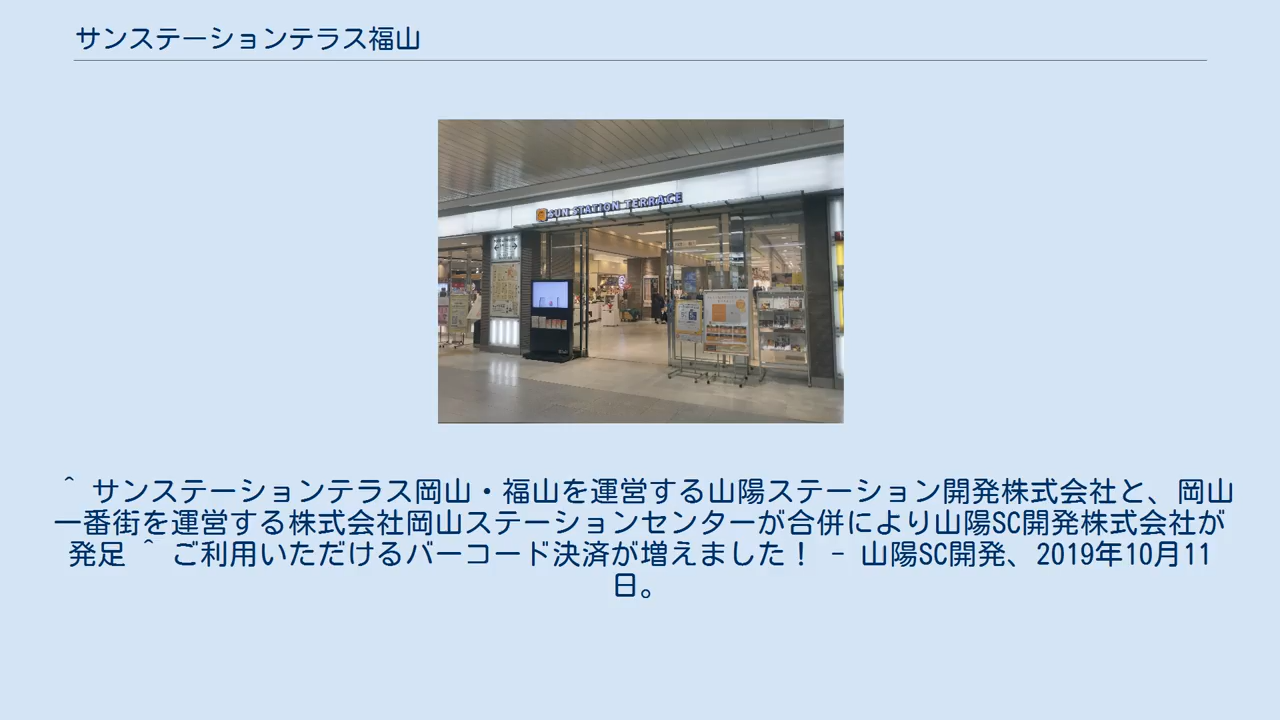 サンステーションテラス福山
SUN STATION TERRACE
^ サンステーションテラス岡山・福山を運営する山陽ステーション開発株式会社と、岡山
一番街を運営する株式会社岡山ステーションセンターが合併により山陽SC開発株式会社が
発足 ^ ご利用いただけるバーコード決済が増えました！ - 山陽SC開発、2019年10月11
日。